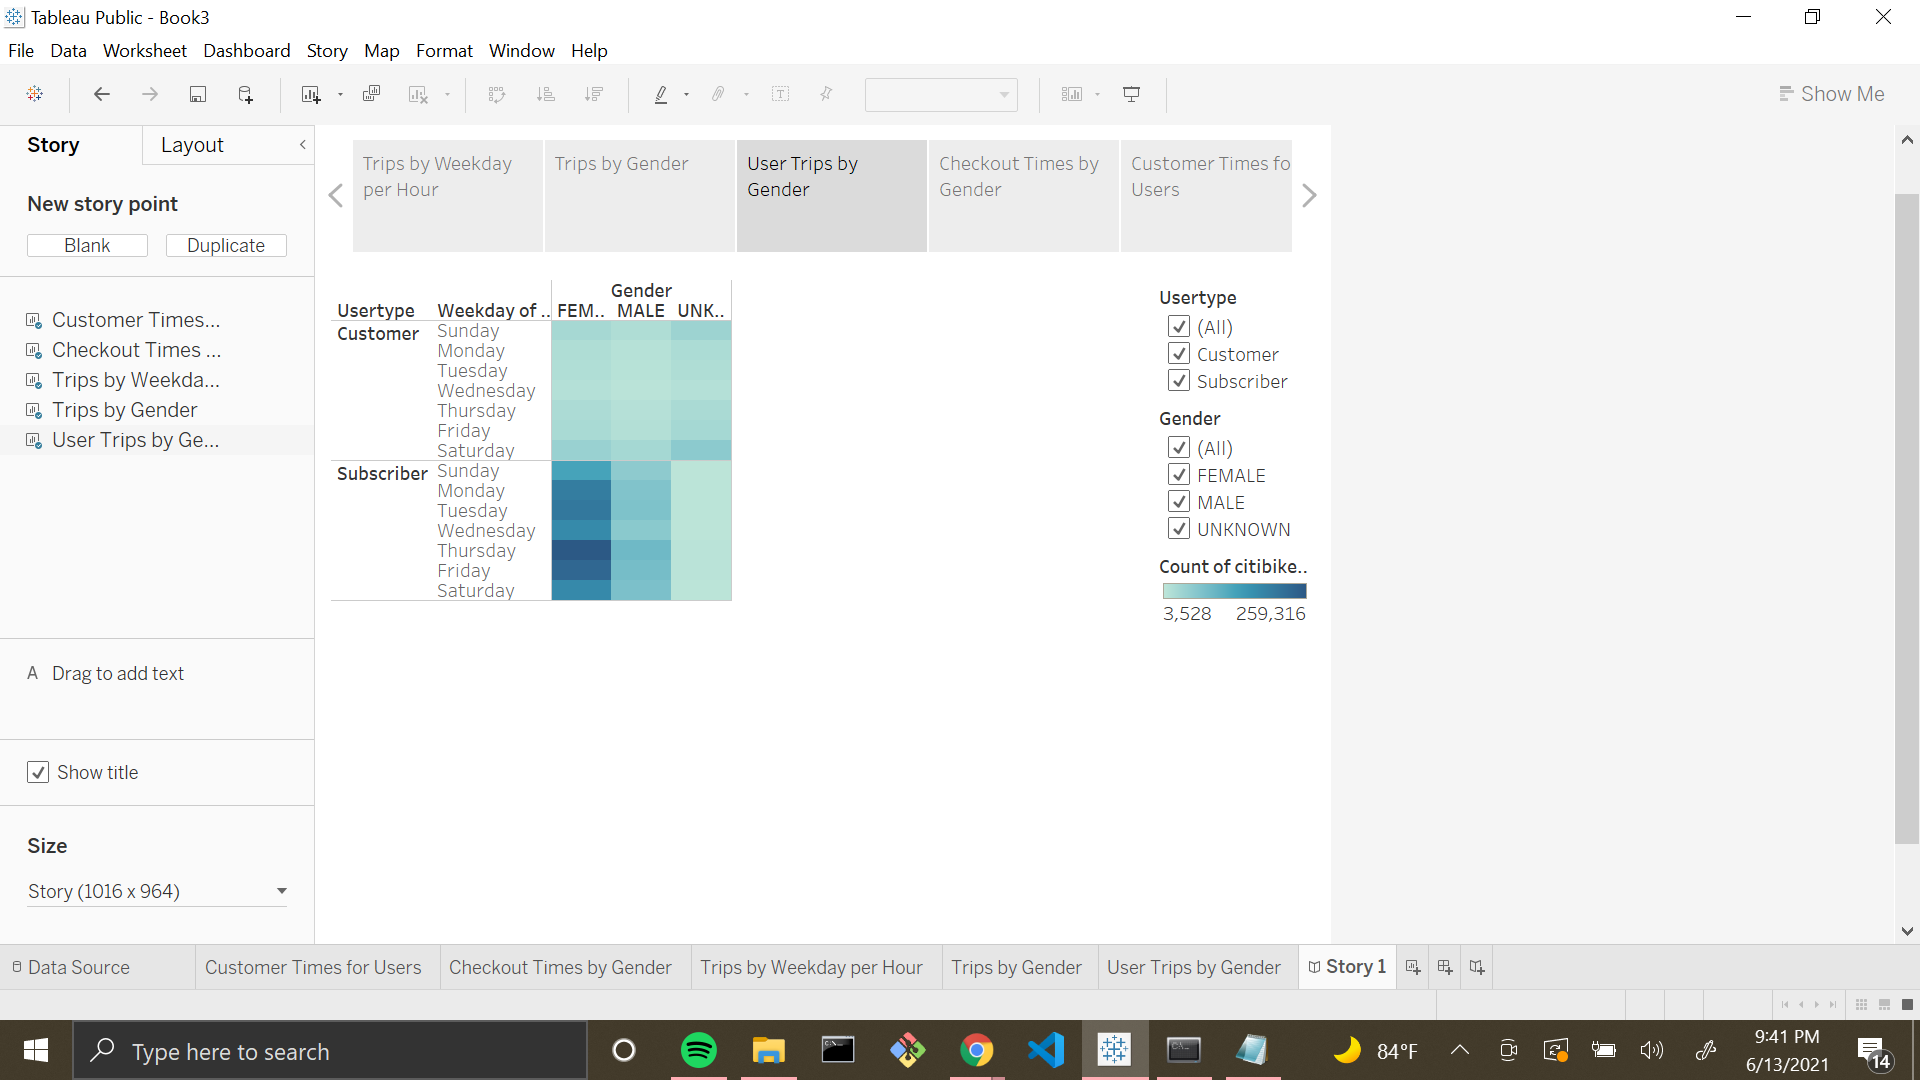 Tableau Public - Book3
File Data Worksheet Dashboard Story Map Format Window Help
Show Me
Story Layout
New story point
Blank Duplicate
Customer Times...
Checkout Times ...
Trips by Weekda...
Trips by Gender
User Trips by Ge...
A Drag to add text
Show title
Size
Story (1016 x 964)
Trips by Weekday
per Hour
Trips by Gender
User Trips by
Gender
Checkout Times by
Gender
Customer Times fo
Users
Gender
Usertype Weekday of .. FEM.. MALE UNK..
Customer Sunday
Monday
Tuesday
Wednesday
Thursday
Friday
Saturday
Subscriber Sunday
Monday
Tuesday
Wednesday
Thursday
Friday
Saturday
Usertype
(All)
Customer
Subscriber
Gender
(All)
FEMALE
MALE
UNKNOWN
Count of citibike..
3,528 259,316
Data Source Customer Times for Users Checkout Times by Gender Trips by Weekday per Hour Trips by Gender User Trips by Gender Story 1
Type here to search
84°F
9:41 PM
6/13/2021
14